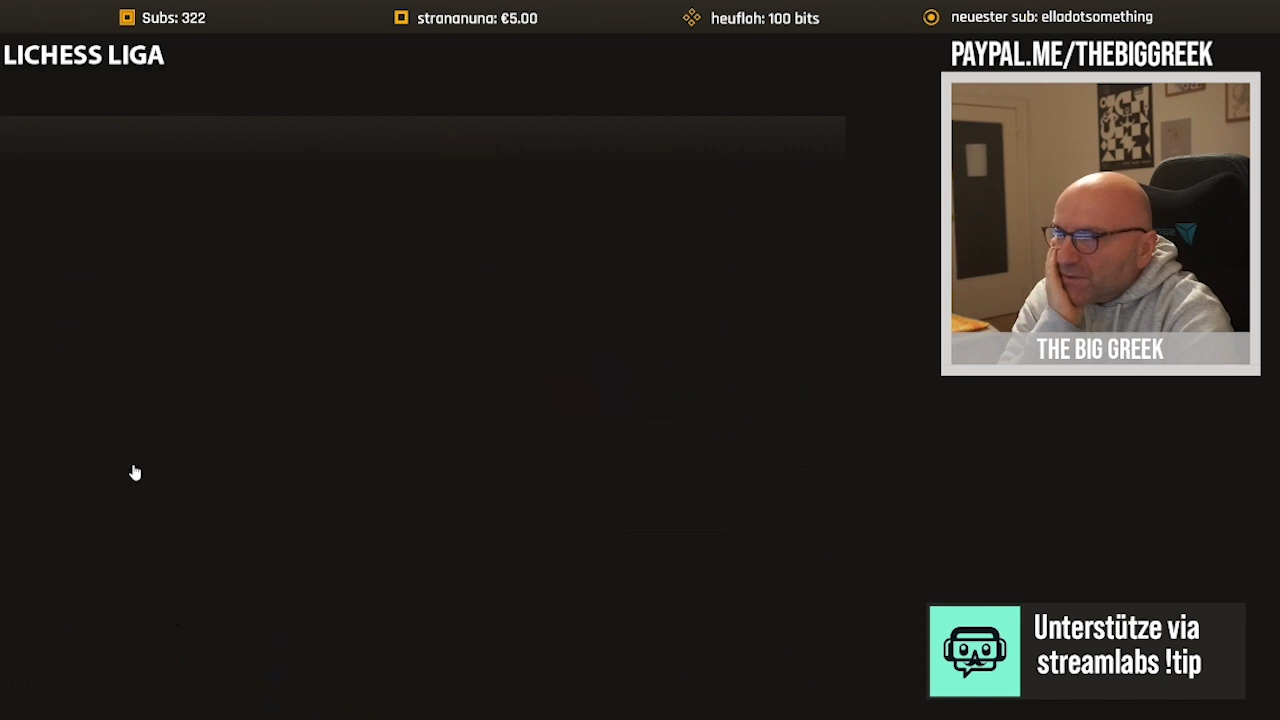 Subs: 322
strananuna: €5.00
heuflah: 100 bits
neuester sub: elladotsomething
LICHESS LIGA
PAYPAL.ME/THEBIGGREEK
THE BIG GREEK
Unterstütze via
streamlabs !tip